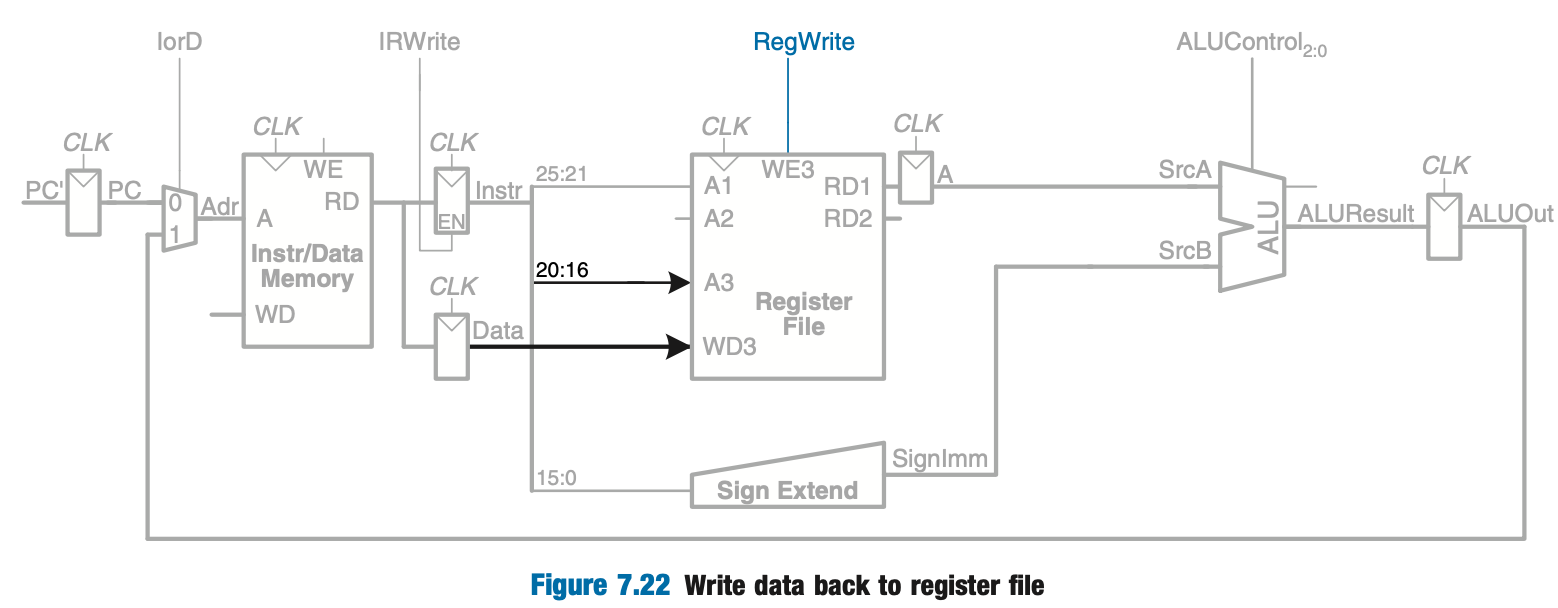 IorD
IRWrite
RegWrite
ALUControl2:0
CLK
CLK
CLK
CLK
CLK
CLK
PC'
PC
0
1
Adr
WE
RD
A
Instr/Data
Memory
WD
Instr
EN
CLK
Data
25:21
20:16
15:0
A1
A2
A3
WD3
WE3
RD1
RD2
Register
File
A
Sign Extend
SignImm
SrcA
SrcB
ALU
ALUResult
ALUOut
Figure 7.22 Write data back to register file